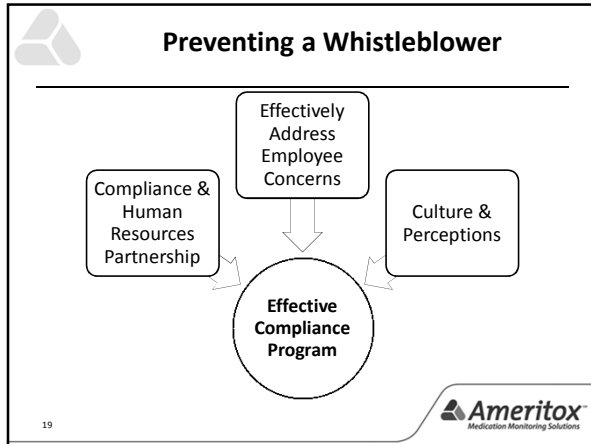 Preventing a Whistleblower
Effectively
Address
Employee
Concerns
Compliance &
Human
Resources
Partnership
Culture &
Perceptions
Effective
Compliance
Program
19
Ameritox™
Medication Monitoring Solutions